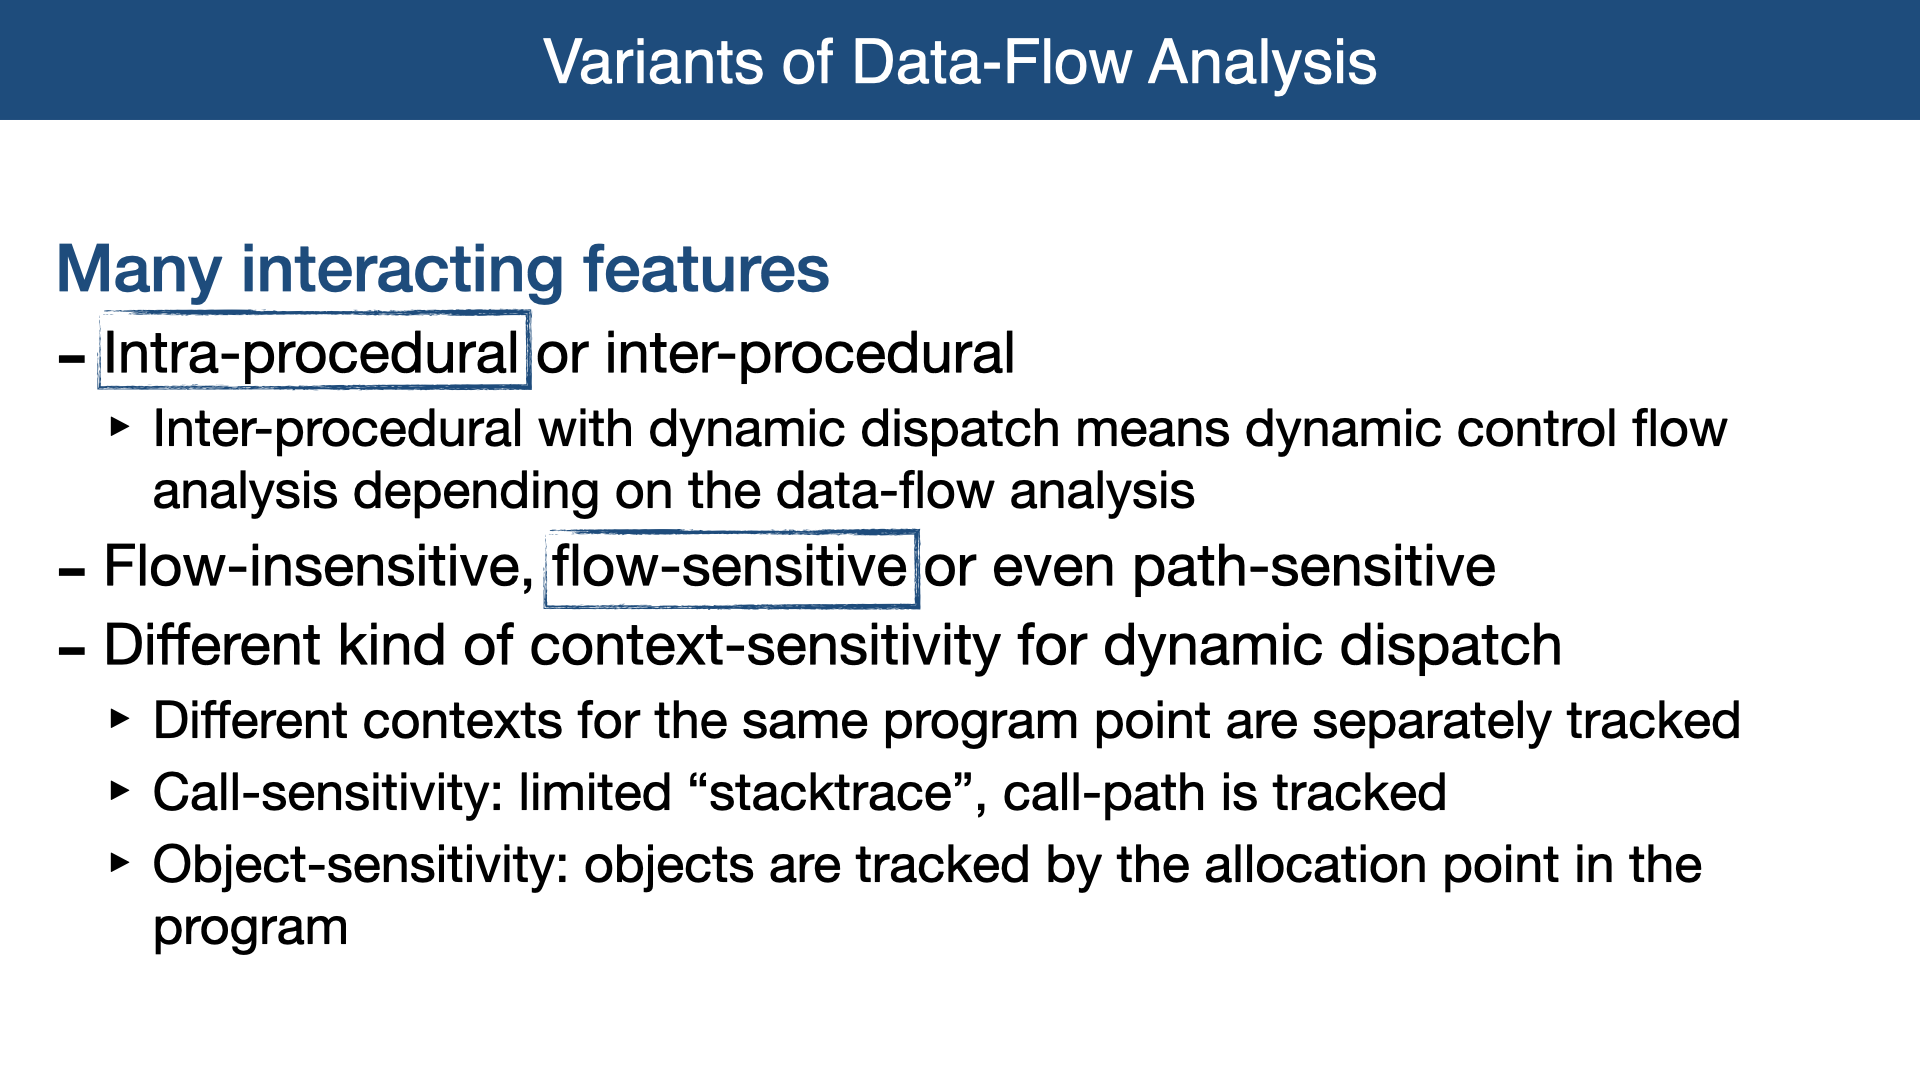 Variants of Data-Flow Analysis
Many interacting features
– Intra-procedural or inter-procedural
‣ Inter-procedural with dynamic dispatch means dynamic control flow
analysis depending on the data-flow analysis
– Flow-insensitive, flow-sensitive or even path-sensitive
– Different kind of context-sensitivity for dynamic dispatch
‣ Different contexts for the same program point are separately tracked
‣ Call-sensitivity: limited “stacktrace”, call-path is tracked
‣ Object-sensitivity: objects are tracked by the allocation point in the
program